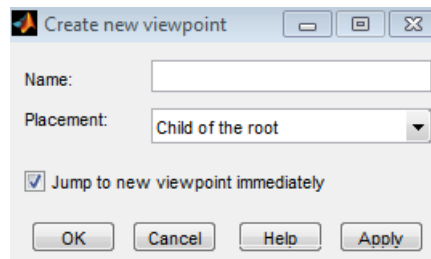 Create new viewpoint
Name:
Placement:
Child of the root
Jump to new viewpoint immediately
OK Cancel Help Apply